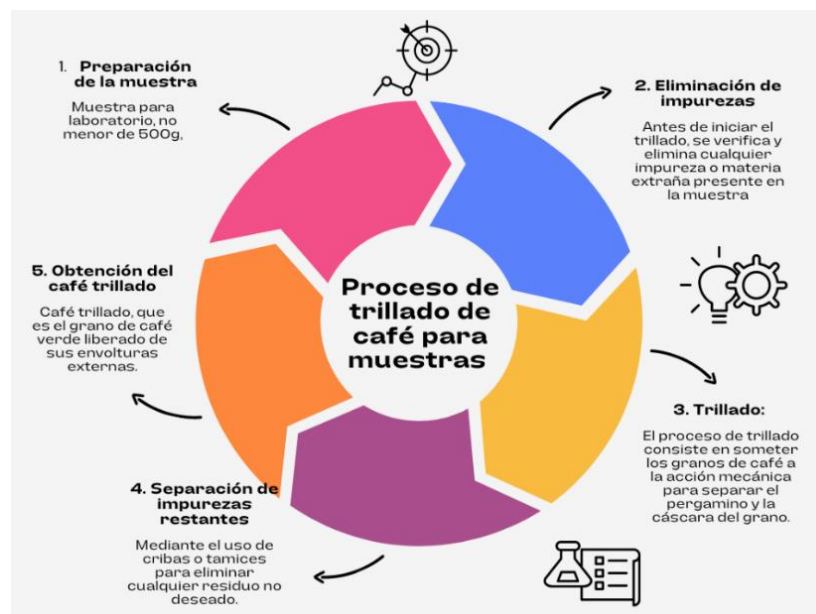 1. Preparación
de la muestra
Muestra para
laboratorio, no
menor de 500g,
2. Eliminación de
impurezas
Antes de iniciar el
trillado, se verifica y
elimina cualquier
impureza o materia
extraña presente en
la muestra
3. Trillado:
El proceso de trillado
consiste en someter
los granos de café a
la acción mecánica
para separar el
pergamino y la
cáscara del grano.
4. Separación de
impurezas
restantes
Mediante el uso de
cribas o tamices
para eliminar
cualquier residuo no
deseado.
5. Obtención del
café trillado
Café trillado, que
es el grano de café
verde liberado de
sus envolturas
externas.
Proceso de
trillado de
café para
muestras